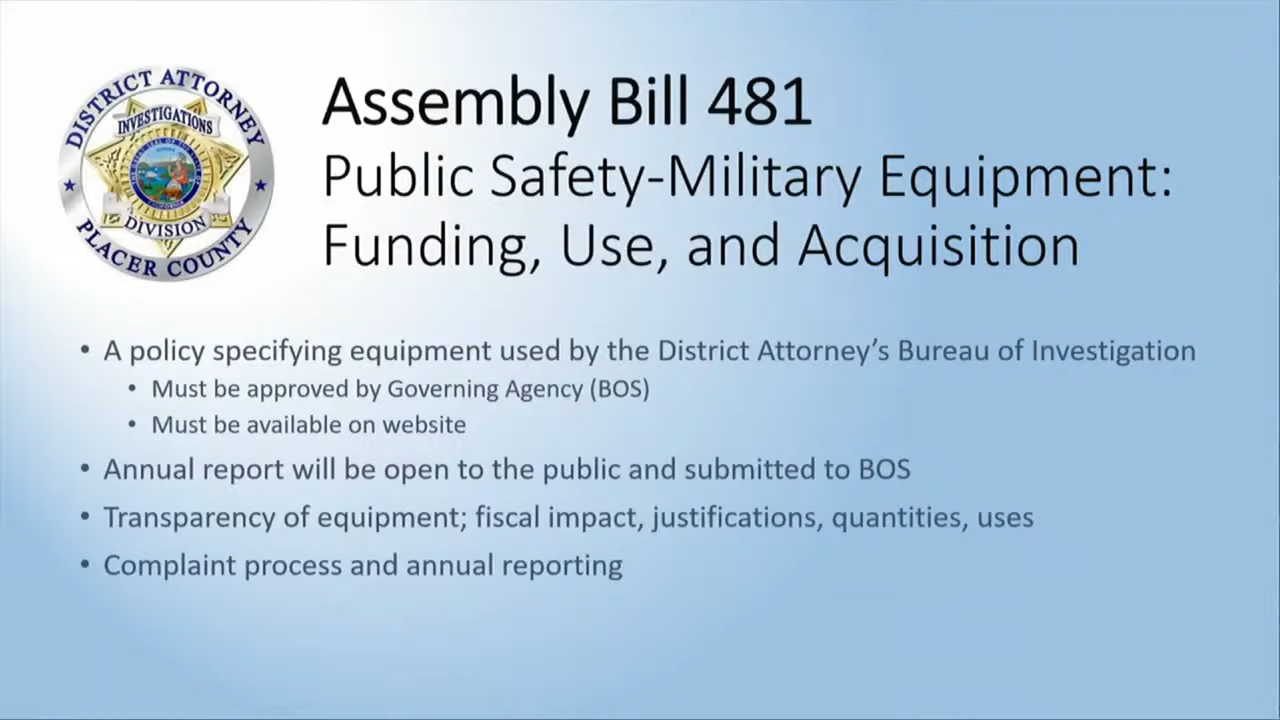 DISTRICT ATTORNEY
INVESTIGATIONS
DIVISION
PLACER COUNTY
Assembly Bill 481
Public Safety-Military Equipment:
Funding, Use, and Acquisition
• A policy specifying equipment used by the District Attorney's Bureau of Investigation
• Must be approved by Governing Agency (BOS)
• Must be available on website
• Annual report will be open to the public and submitted to BOS
• Transparency of equipment; fiscal impact, justifications, quantities, uses
• Complaint process and annual reporting